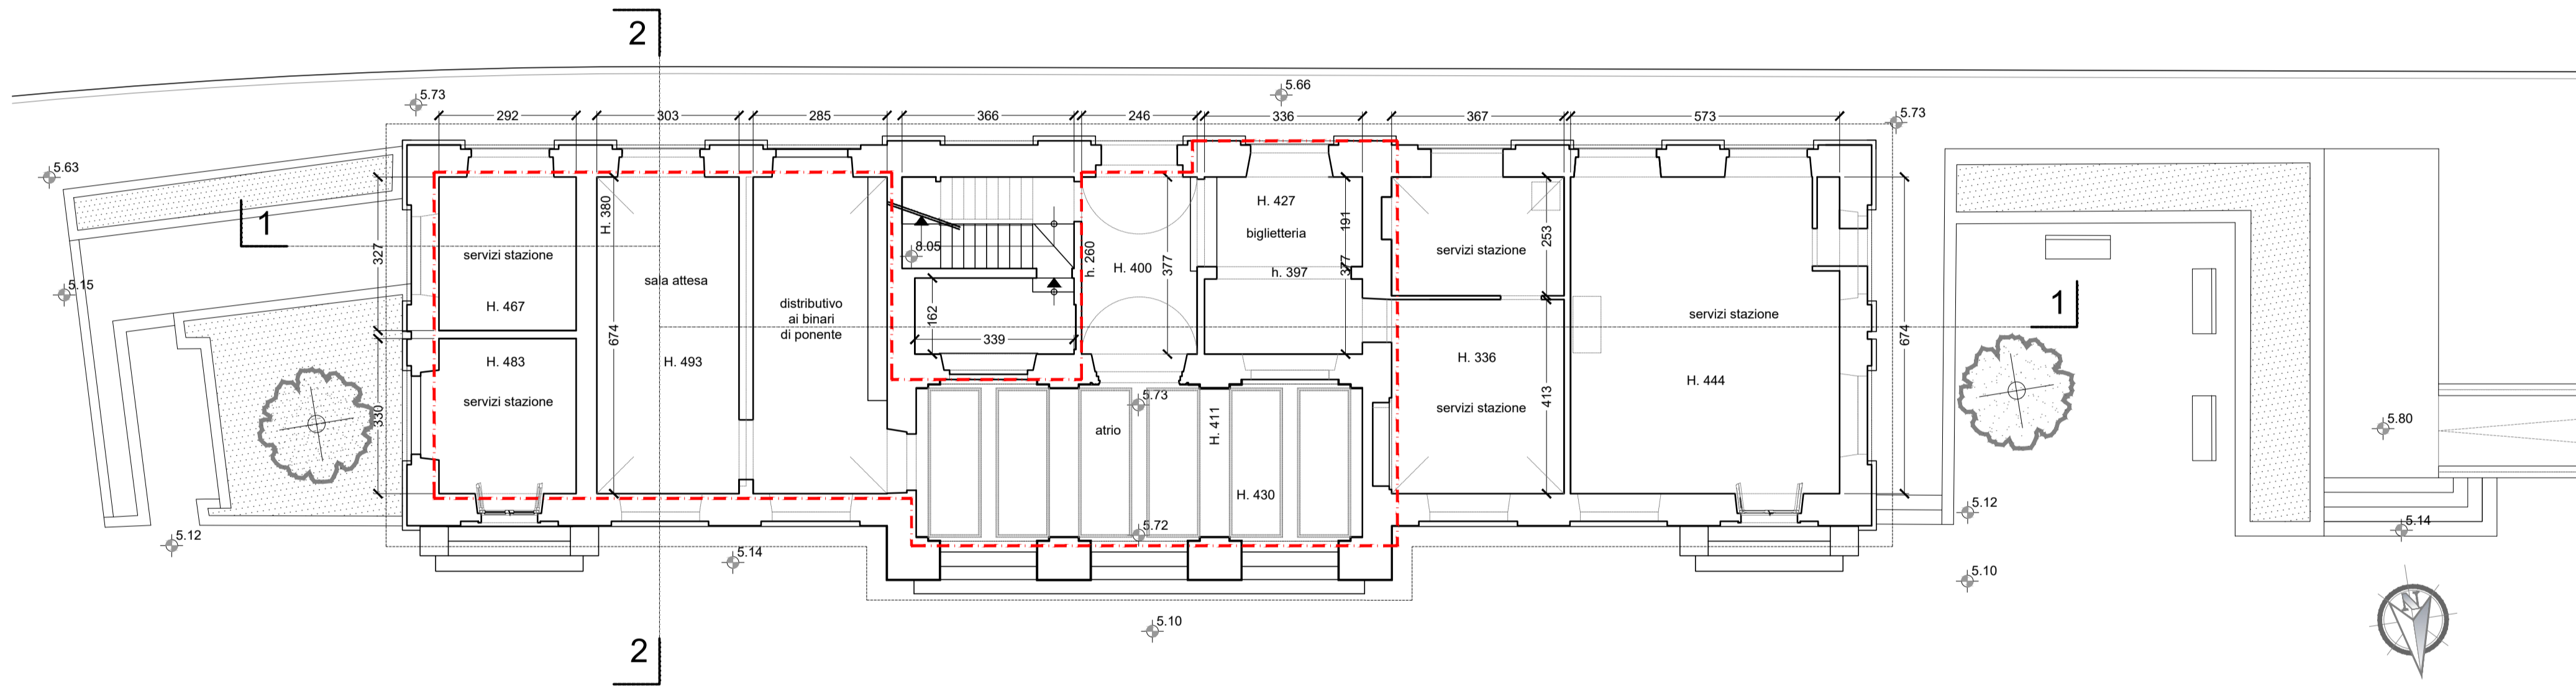 2
5.66
5.73
5.73
292
303
285
366
246
336
367
573
5.63
1
H. 380
H. 427
191
biglietteria
253
servizi stazione
327
servizi stazione
8.05
h. 260
H. 400
377
h. 397
377
sala attesa
5.15
H. 467
distributivo
ai binari
di ponente
162
339
674
servizi stazione
1
674
H. 483
H. 493
H. 336
H. 444
servizi stazione
330
5.73
atrio
H. 411
servizi stazione
413
5.80
H. 430
5.12
5.72
5.14
5.12
5.14
5.10
5.10
2
N